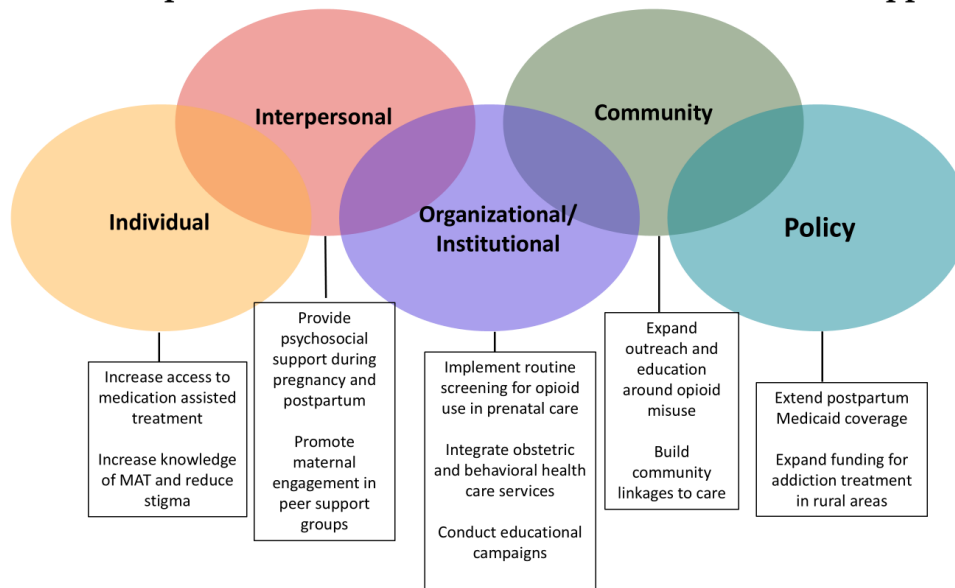 Interpersonal
Community
Individual
Organizational/
Institutional
Policy
Increase access to
medication assisted
treatment
Increase knowledge
of MAT and reduce
stigma
Provide
psychosocial
support during
pregnancy and
postpartum
Promote
maternal
engagement in
peer support
groups
Implement routine
screening for opioid
use in prenatal care
Integrate obstetric
and behavioral health
care services
Conduct educational
campaigns
Expand
outreach and
education
around opioid
misuse
Build
community
linkages to care
Extend postpartum
Medicaid coverage
Expand funding for
addiction treatment
in rural areas